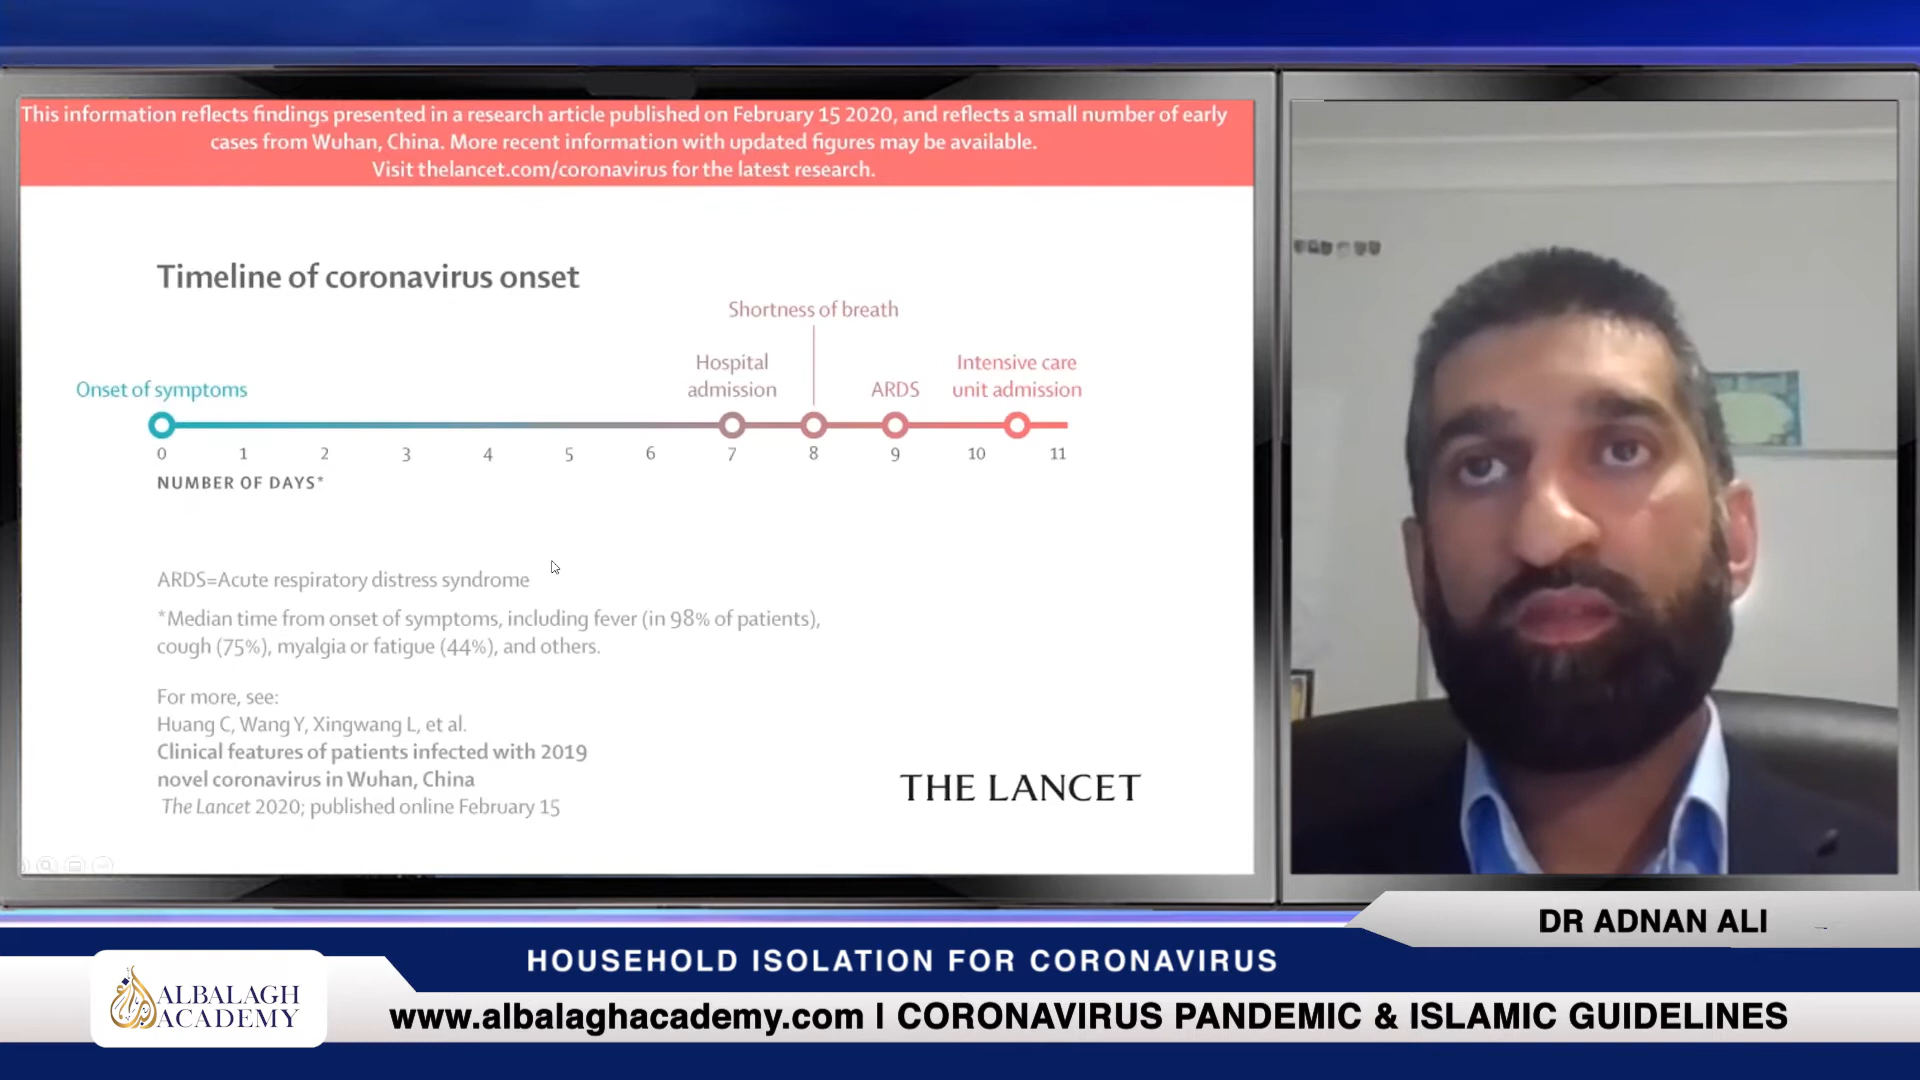 This information reflects findings presented in a research article published on February 15 2020, and reflects a small number of early
cases from Wuhan, China. More recent information with updated figures may be available.
Visit thelancet.com/coronavirus for the latest research.
Timeline of coronavirus onset
Shortness of breath
Hospital
admission
Intensive care
unit admission
Onset of symptoms
ARDS
0 1 2 3 4 5 6 7 8 9 10 11
NUMBER OF DAYS*
ARDS=Acute respiratory distress syndrome
*Median time from onset of symptoms, including fever (in 98% of patients),
cough (75%), myalgia or fatigue (44%), and others.
For more, see:
Huang C, Wang Y, Xingwang L, et al.
Clinical features of patients infected with 2019
novel coronavirus in Wuhan, China
The Lancet 2020; published online February 15
THE LANCET
DR ADNAN ALI
HOUSEHOLD ISOLATION FOR CORONAVIRUS
ALBALAGH
ACADEMY
www.albalaghacademy.com | CORONAVIRUS PANDEMIC & ISLAMIC GUIDELINES